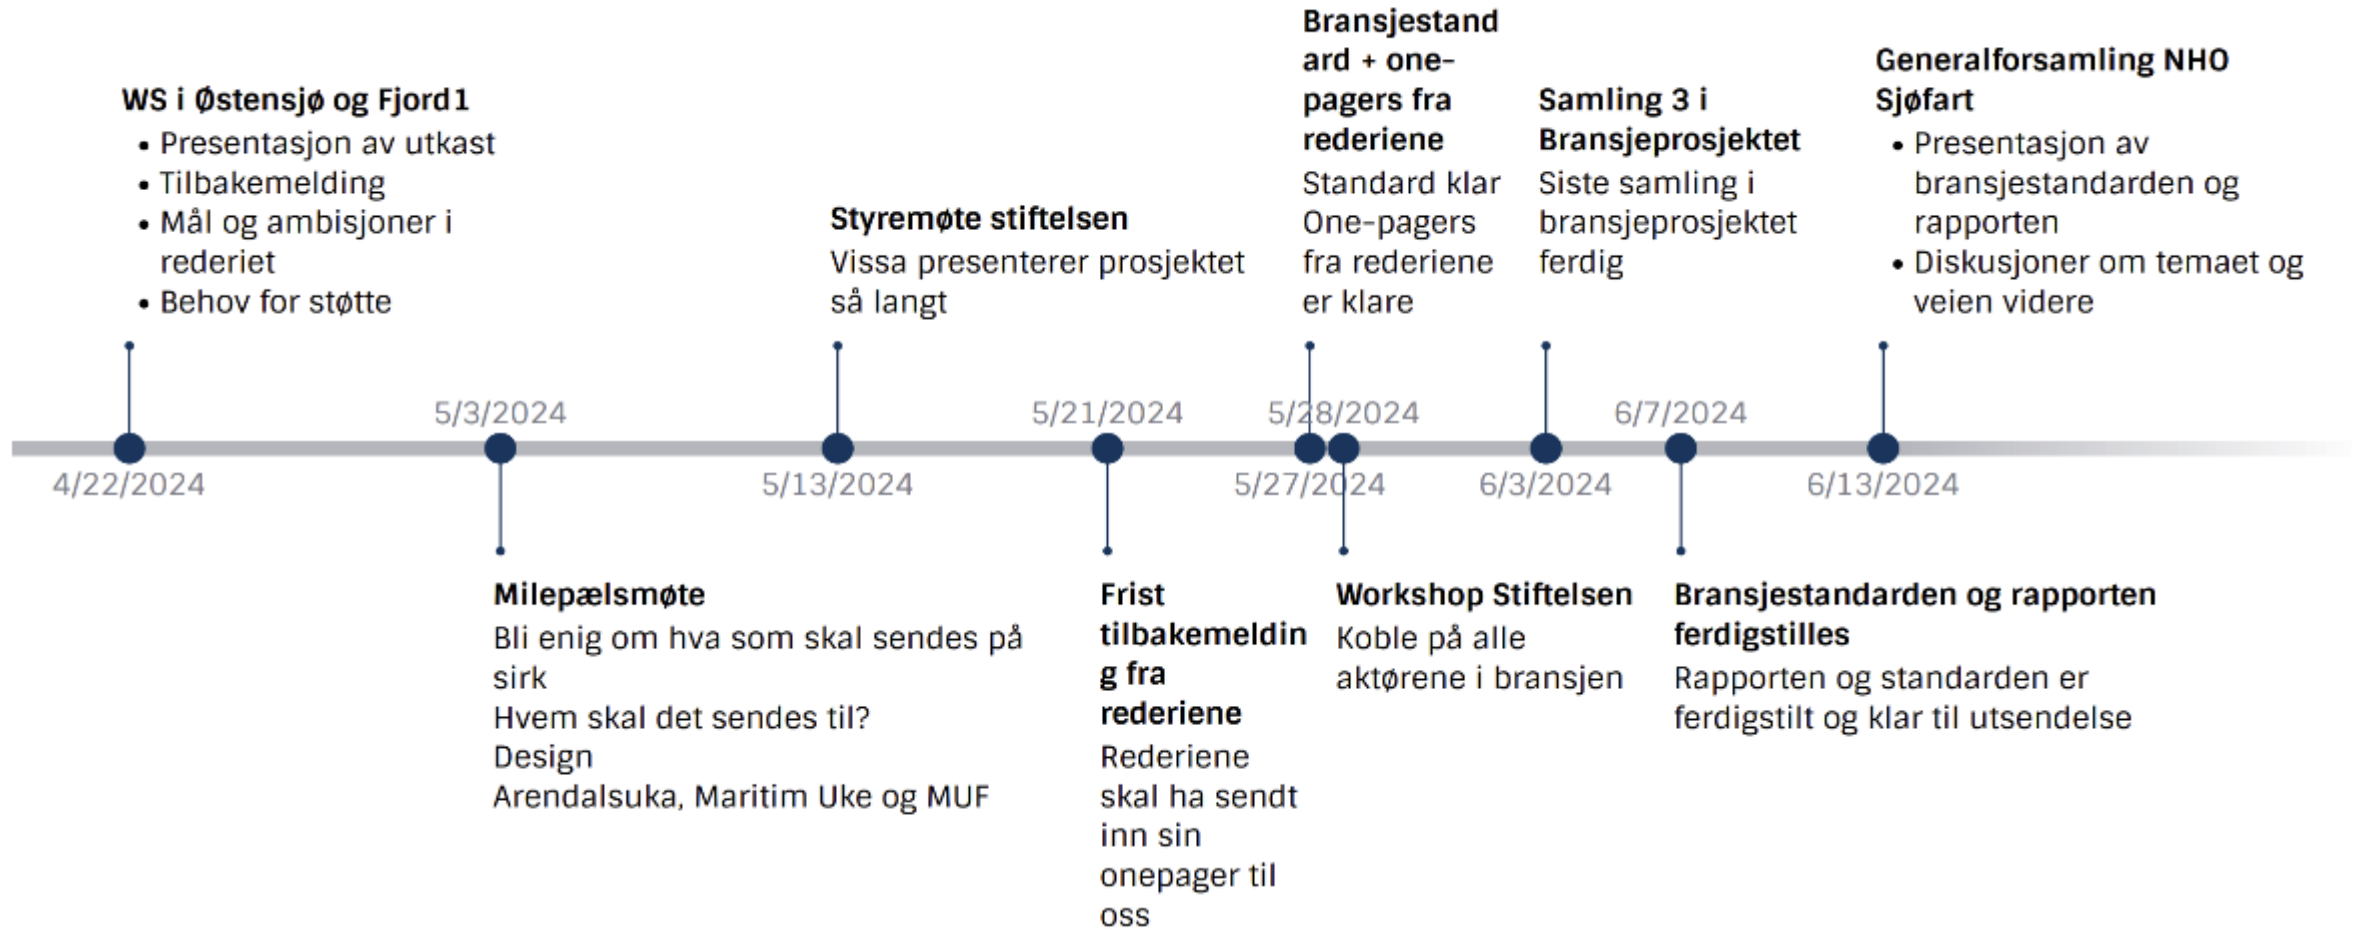 WS i Østensjø og Fjord1
• Presentasjon av utkast
• Tilbakemelding
• Mål og ambisjoner i
rederiet
• Behov for støtte
Styremøte stiftelsen
Vissa presenterer prosjektet
så langt
Bransjestand
ard + one-
pagers fra
rederiene
Standard klar
One-pagers
fra rederiene
er klare
Samling 3 i
Bransjeprosjektet
Siste samling i
bransjeprosjektet
ferdig
Generalforsamling NHO
Sjøfart
• Presentasjon av
bransjestandarden og
rapporten
• Diskusjoner om temaet og
veien videre
5/3/2024
5/21/2024
5/28/2024
6/7/2024
4/22/2024
5/13/2024
5/27/2024
6/3/2024
6/13/2024
Milepælsmøte
Bli enig om hva som skal sendes på
sirk
Hvem skal det sendes til?
Design
Arendalsuka, Maritim Uke og MUF
Frist
tilbakemeldin
g fra
rederiene
Rederiene
skal ha sendt
inn sin
onepager til
oss
Workshop Stiftelsen
Koble på alle
aktørene i bransjen
Bransjestandarden og rapporten
ferdigstilles
Rapporten og standarden er
ferdigstilt og klar til utsendelse